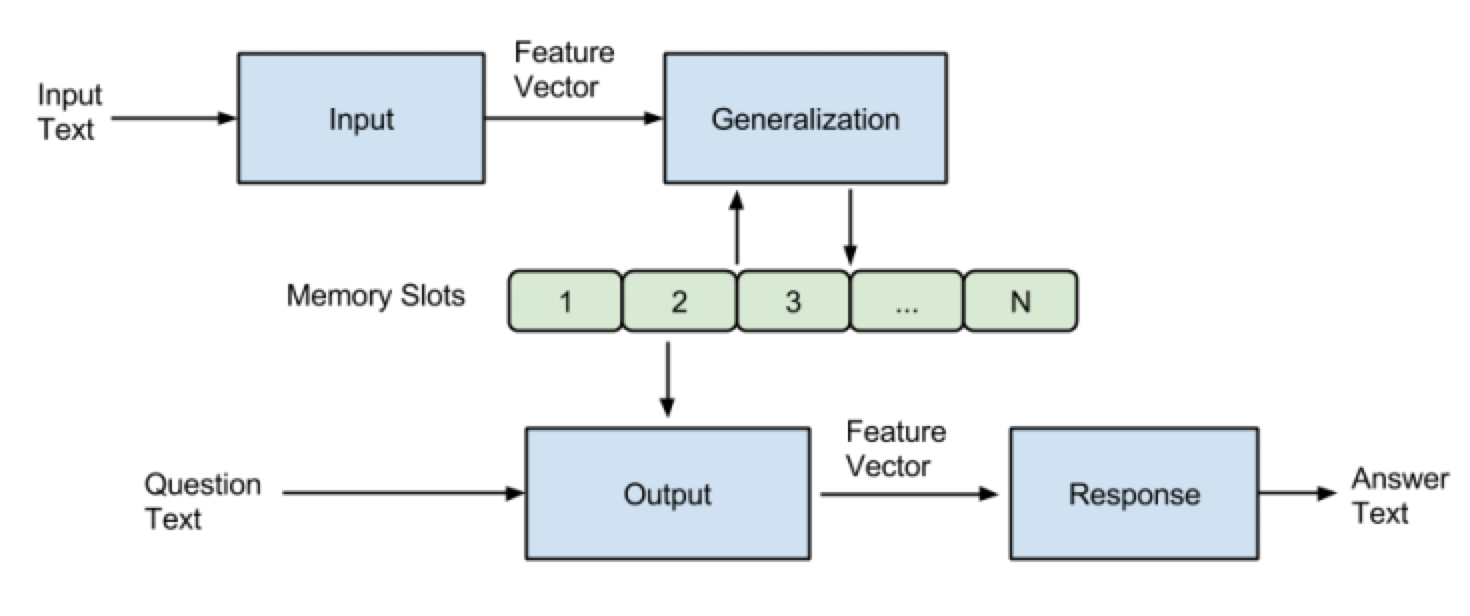 Feature
Vector
Input
Text
Input
Generalization
Memory Slots
1
2
3
...
N
Feature
Vector
Question
Text
Output
Response
Answer
Text